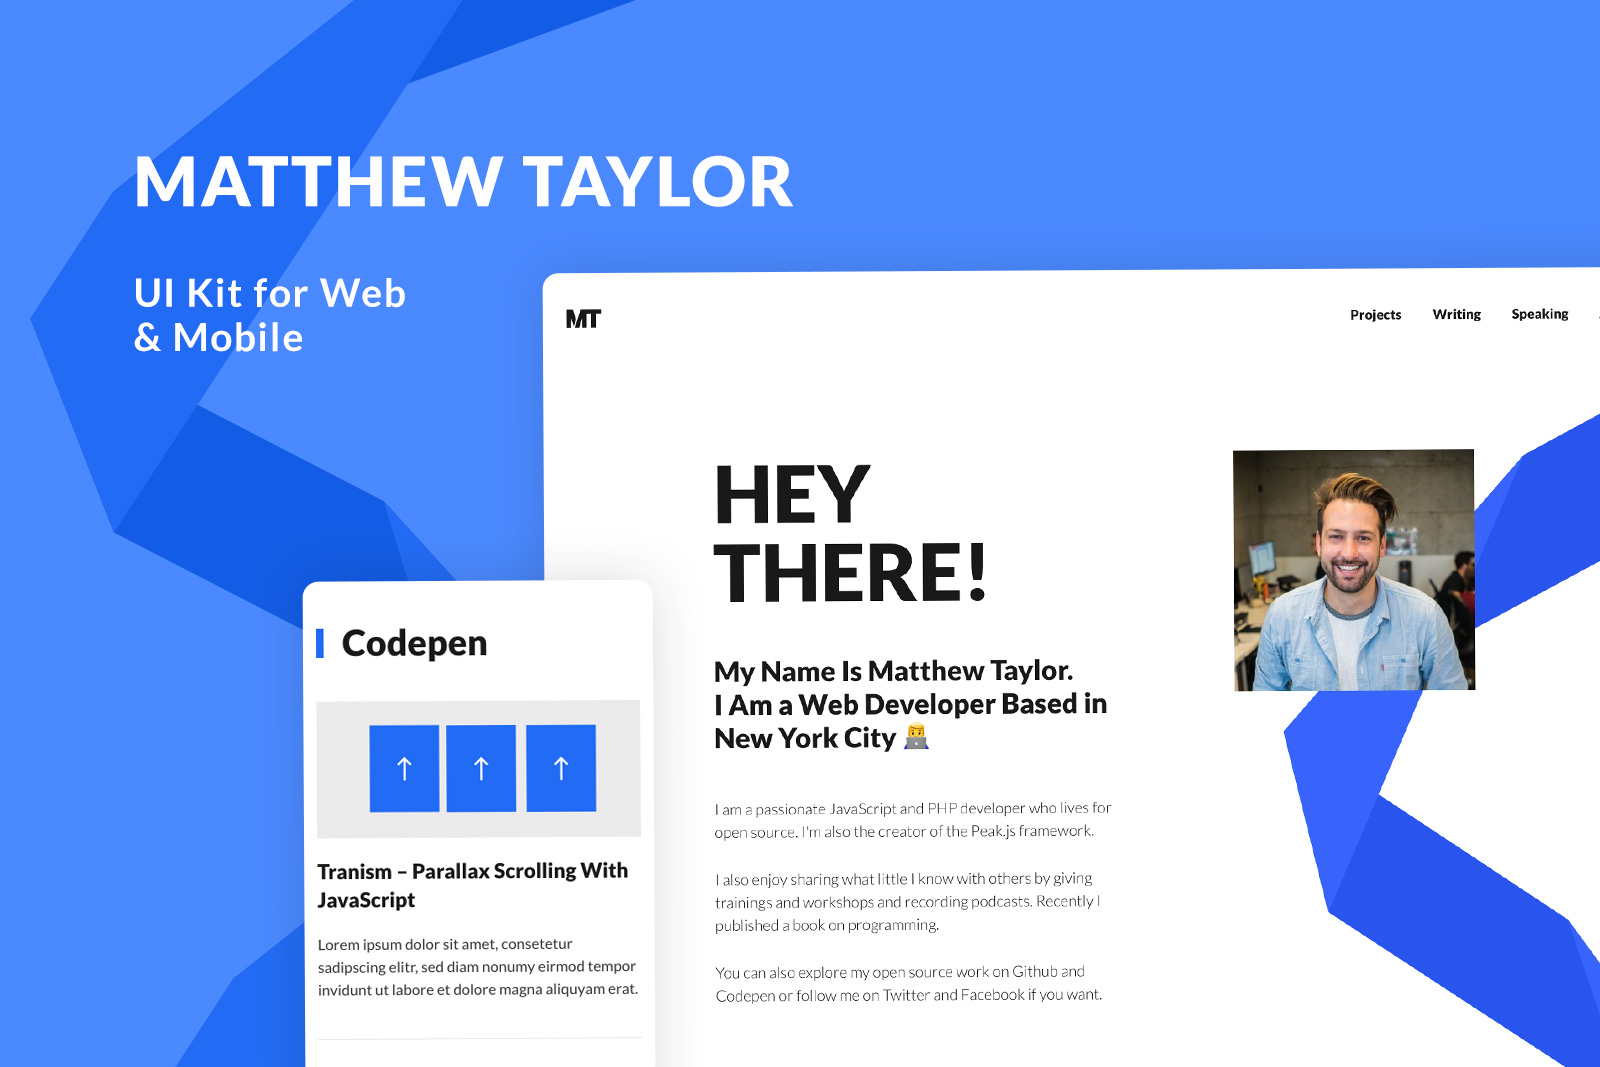 MATTHEW TAYLOR
UI Kit for Web
& Mobile
MT
Projects
Writing
Speaking
HEY
THERE!
My Name Is Matthew Taylor.
I Am a Web Developer Based in
New York City 👨‍💻
I am a passionate JavaScript and PHP developer who lives for
open source. I'm also the creator of the Peak.js framework.
I also enjoy sharing what little I know with others by giving
trainings and workshops and recording podcasts. Recently I
published a book on programming.
You can also explore my open source work on Github and
Codepen or follow me on Twitter and Facebook if you want.
Codepen
↑ ↑ ↑
Tranism – Parallax Scrolling With
JavaScript
Lorem ipsum dolor sit amet, consetetur
sadipscing elitr, sed diam nonumy eirmod tempor
invidunt ut labore et dolore magna aliquyam erat.